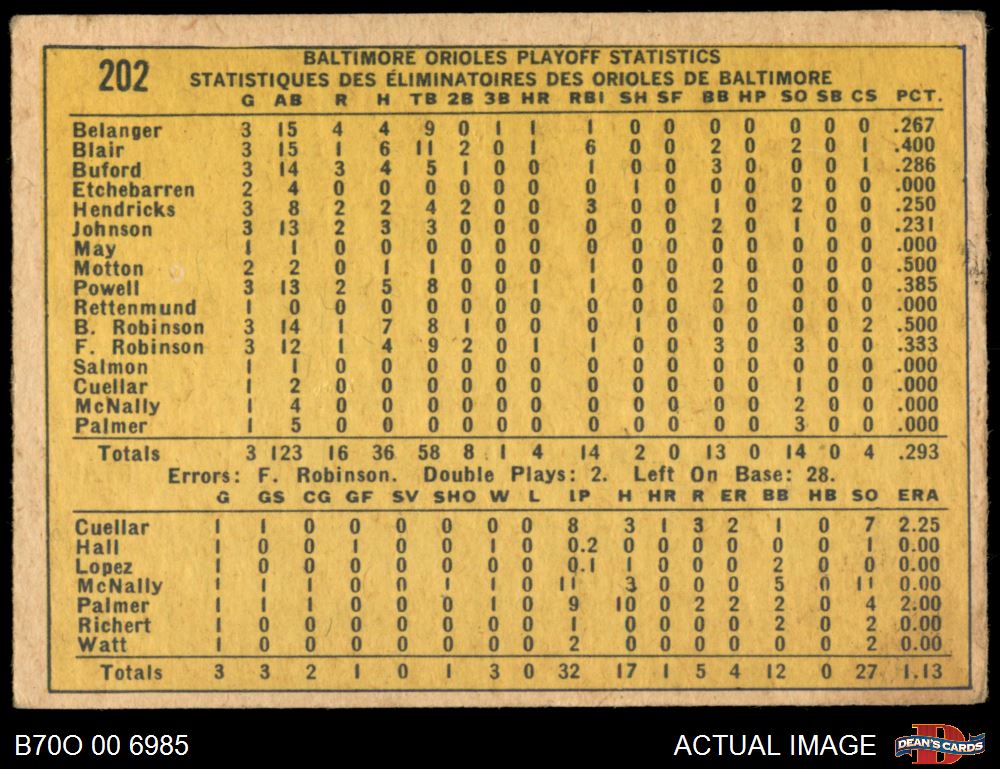 202
BALTIMORE ORIOLES PLAYOFF STATISTICS
STATISTIQUES DES ÉLIMINATOIRES DES ORIOLES DE BALTIMORE
G AB R H TB 2B 3B HR RBI SH SF BB HP SO SB CS PCT.
Belanger 3 15 4 4 9 0 1 1 1 0 0 0 0 0 0 0 .267
Blair 3 15 1 6 11 2 0 1 6 0 0 2 0 2 0 1 .400
Buford 3 14 3 4 5 1 0 0 0 0 0 3 0 0 0 1 .286
Etchebarren 2 4 0 0 0 0 0 0 0 1 0 0 0 0 0 0 .000
Hendricks 3 8 2 2 4 2 0 0 3 0 0 1 0 2 0 0 .250
Johnson 3 13 2 3 3 0 0 0 0 0 0 2 0 1 0 0 .231
May 1 1 0 0 0 0 0 0 0 0 0 0 0 0 0 0 .000
Motton 2 2 0 1 1 0 0 0 1 0 0 0 0 0 0 0 .500
Powell 3 13 2 5 8 0 0 1 1 0 0 2 0 0 0 0 .385
Rettenmund 1 0 0 0 0 0 0 0 0 0 0 0 0 0 0 0 .000
B. Robinson 3 14 1 7 8 1 0 0 0 1 0 0 0 0 0 2 .500
F. Robinson 3 12 1 4 9 2 0 1 1 0 0 3 0 3 0 0 .333
Salmon 1 1 0 0 0 0 0 0 0 0 0 0 0 0 0 0 .000
Cuellar 1 2 0 0 0 0 0 0 0 0 0 0 0 1 0 0 .000
McNally 1 4 0 0 0 0 0 0 0 0 0 0 0 2 0 0 .000
Palmer 1 5 0 0 0 0 0 0 0 0 0 0 0 3 0 0 .000
Totals 3 123 16 36 58 8 1 4 14 2 0 13 0 14 0 4 .293
Errors: F. Robinson. Double Plays: 2. Left On Base: 28.
G GS CG GF SV SHO W L IP H HR R ER BB HB SO ERA
Cuellar 1 1 0 0 0 0 0 0 8 3 1 3 2 1 0 7 2.25
Hall 1 0 0 1 0 0 1 0 0.2 0 0 0 0 0 0 1 0.00
Lopez 1 0 0 0 0 0 0 0 0.1 1 0 0 0 2 0 0 0.00
McNally 1 1 1 0 0 1 1 0 11 3 0 0 0 5 0 11 0.00
Palmer 1 1 1 0 0 0 1 0 9 10 0 2 2 2 0 4 2.00
Richert 1 0 0 0 0 0 0 0 1 0 0 0 0 2 0 2 0.00
Watt 1 0 0 0 0 0 0 0 2 0 0 0 0 0 0 2 0.00
Totals 3 3 2 1 0 1 3 0 32 17 1 5 4 12 0 27 1.13
B70O 00 6985
ACTUAL IMAGE
DEAN'S CARDS